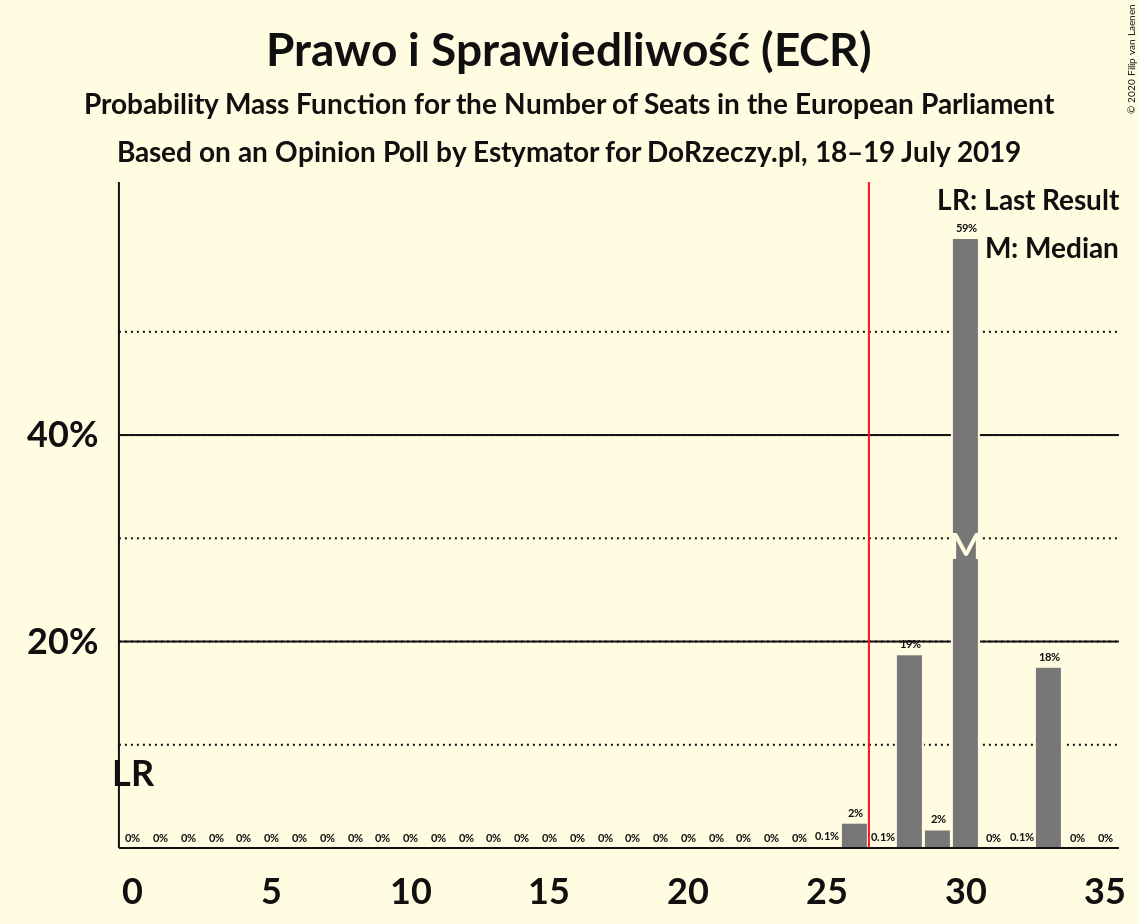 Prawo i Sprawiedliwość (ECR)
Probability Mass Function for the Number of Seats in the European Parliament
Based on an Opinion Poll by Estymator for DoRzeczy.pl, 18–19 July 2019
© 2020 Filip van Laenen
LR: Last Result
M: Median
59%
40%
20%
19%
18%
M
LR
0% 0% 0% 0% 0% 0% 0% 0% 0% 0% 0% 0% 0% 0% 0% 0% 0% 0% 0% 0% 0% 0% 0% 0% 0% 0.1% 2% 0.1% 2% 0% 0.1% 0% 0%
0 5 10 15 20 25 30 35